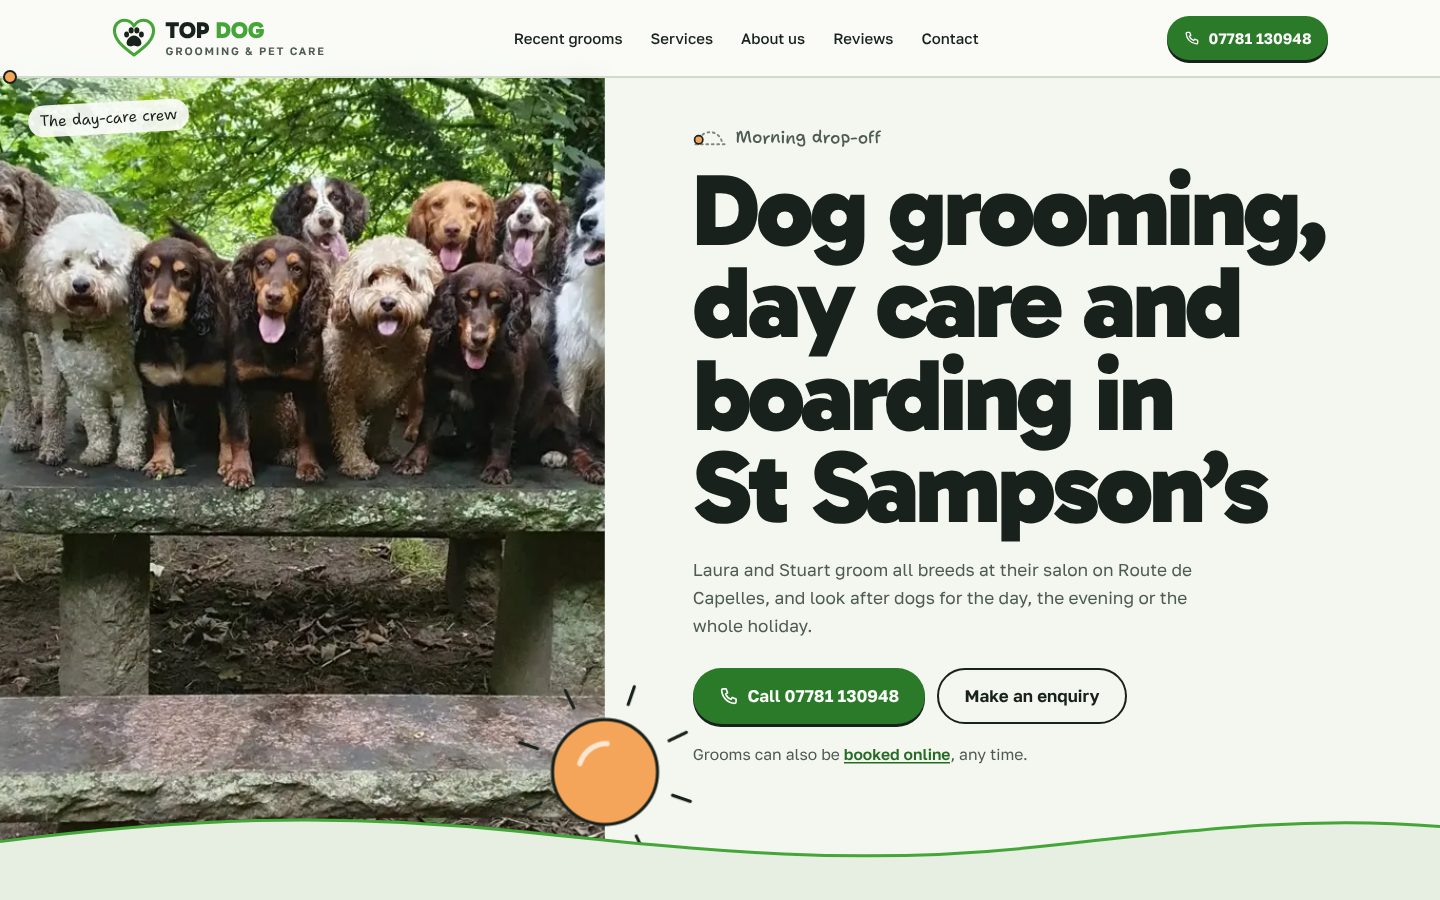 TOP DOG
GROOMING & PET CARE
Recent grooms
Services
About us
Reviews
Contact
07781 130948
The day-care crew
Morning drop-off
Dog grooming,
day care and
boarding in
St Sampson’s
Laura and Stuart groom all breeds at their salon on Route de
Capelles, and look after dogs for the day, the evening or the
whole holiday.
Call 07781 130948
Make an enquiry
Grooms can also be booked online, any time.